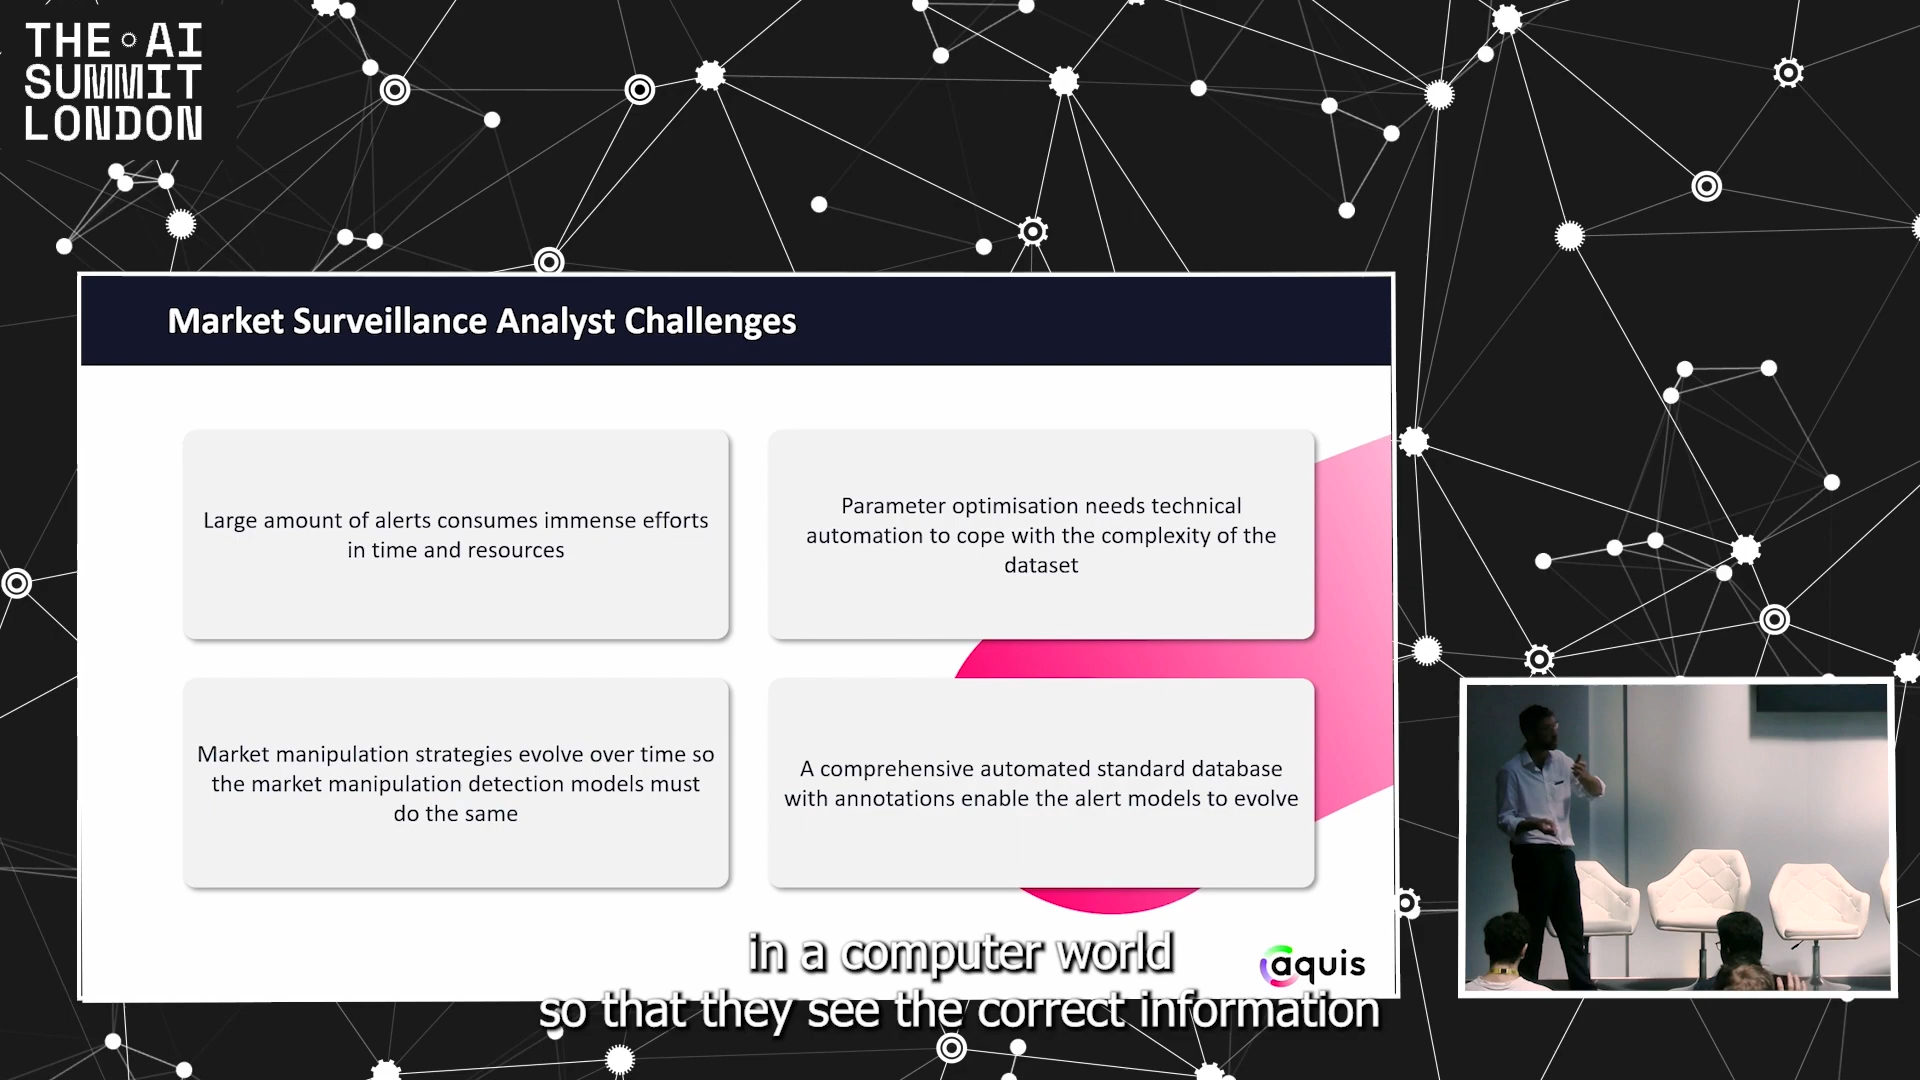 THE AI
SUMMIT
LONDON
Market Surveillance Analyst Challenges
Large amount of alerts consumes immense efforts
in time and resources
Parameter optimisation needs technical
automation to cope with the complexity of the
dataset
Market manipulation strategies evolve over time so
the market manipulation detection models must
do the same
A comprehensive automated standard database
with annotations enable the alert models to evolve
aquis
in a computer world
so that they see the correct information